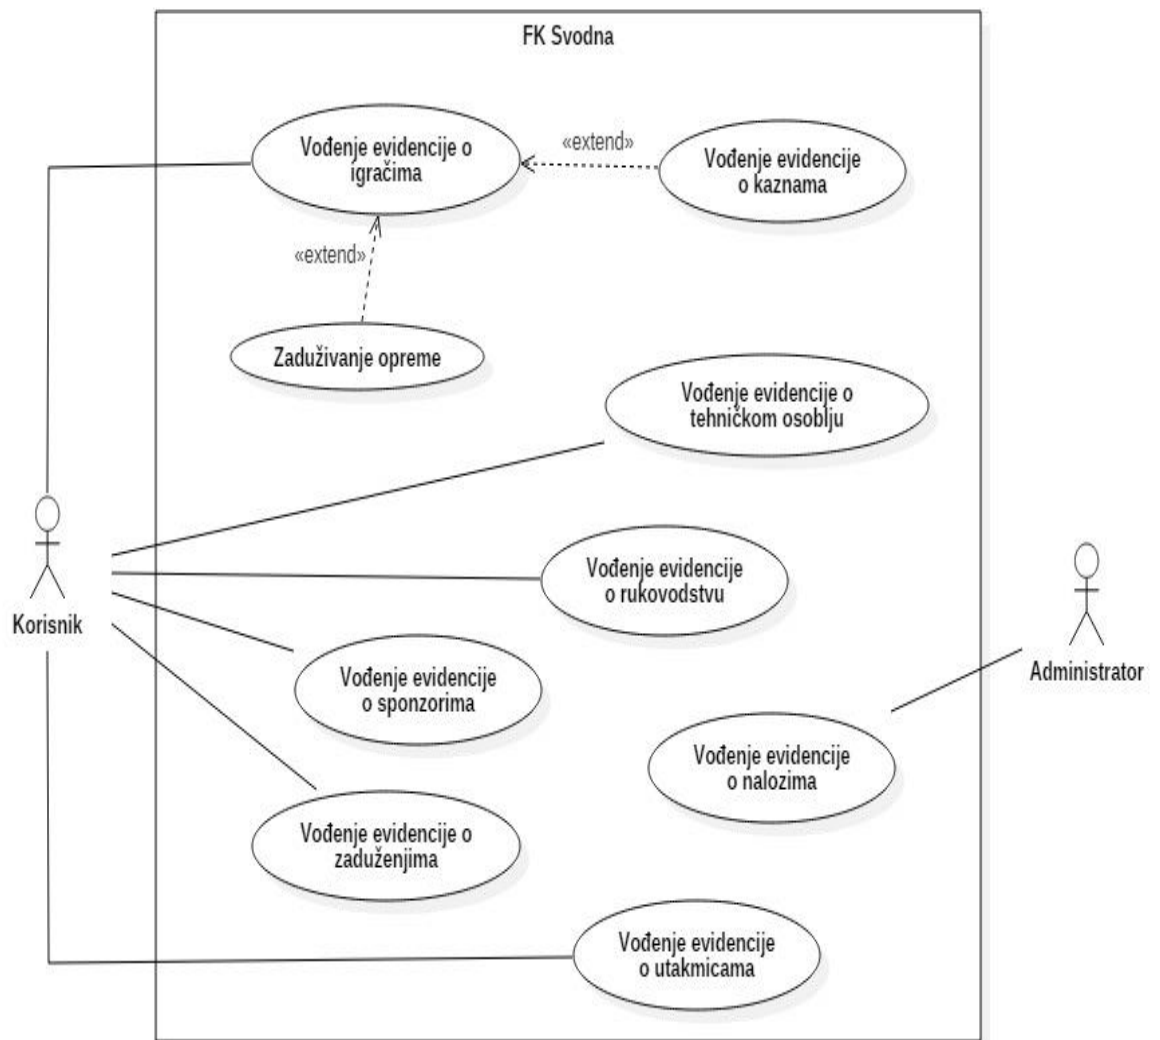 FK Svodna
Vođenje evidencije o
igračima
«extend»
Vođenje evidencije
o kaznama
«extend»
Zaduživanje opreme
Vođenje evidencije o
tehničkom osoblju
Vođenje evidencije
o rukovodstvu
Korisnik
Vođenje evidencije
o sponzorima
Administrator
Vođenje evidencije
o nalozima
Vođenje evidencije o
zaduženjima
Vođenje evidencije
o utakmicama